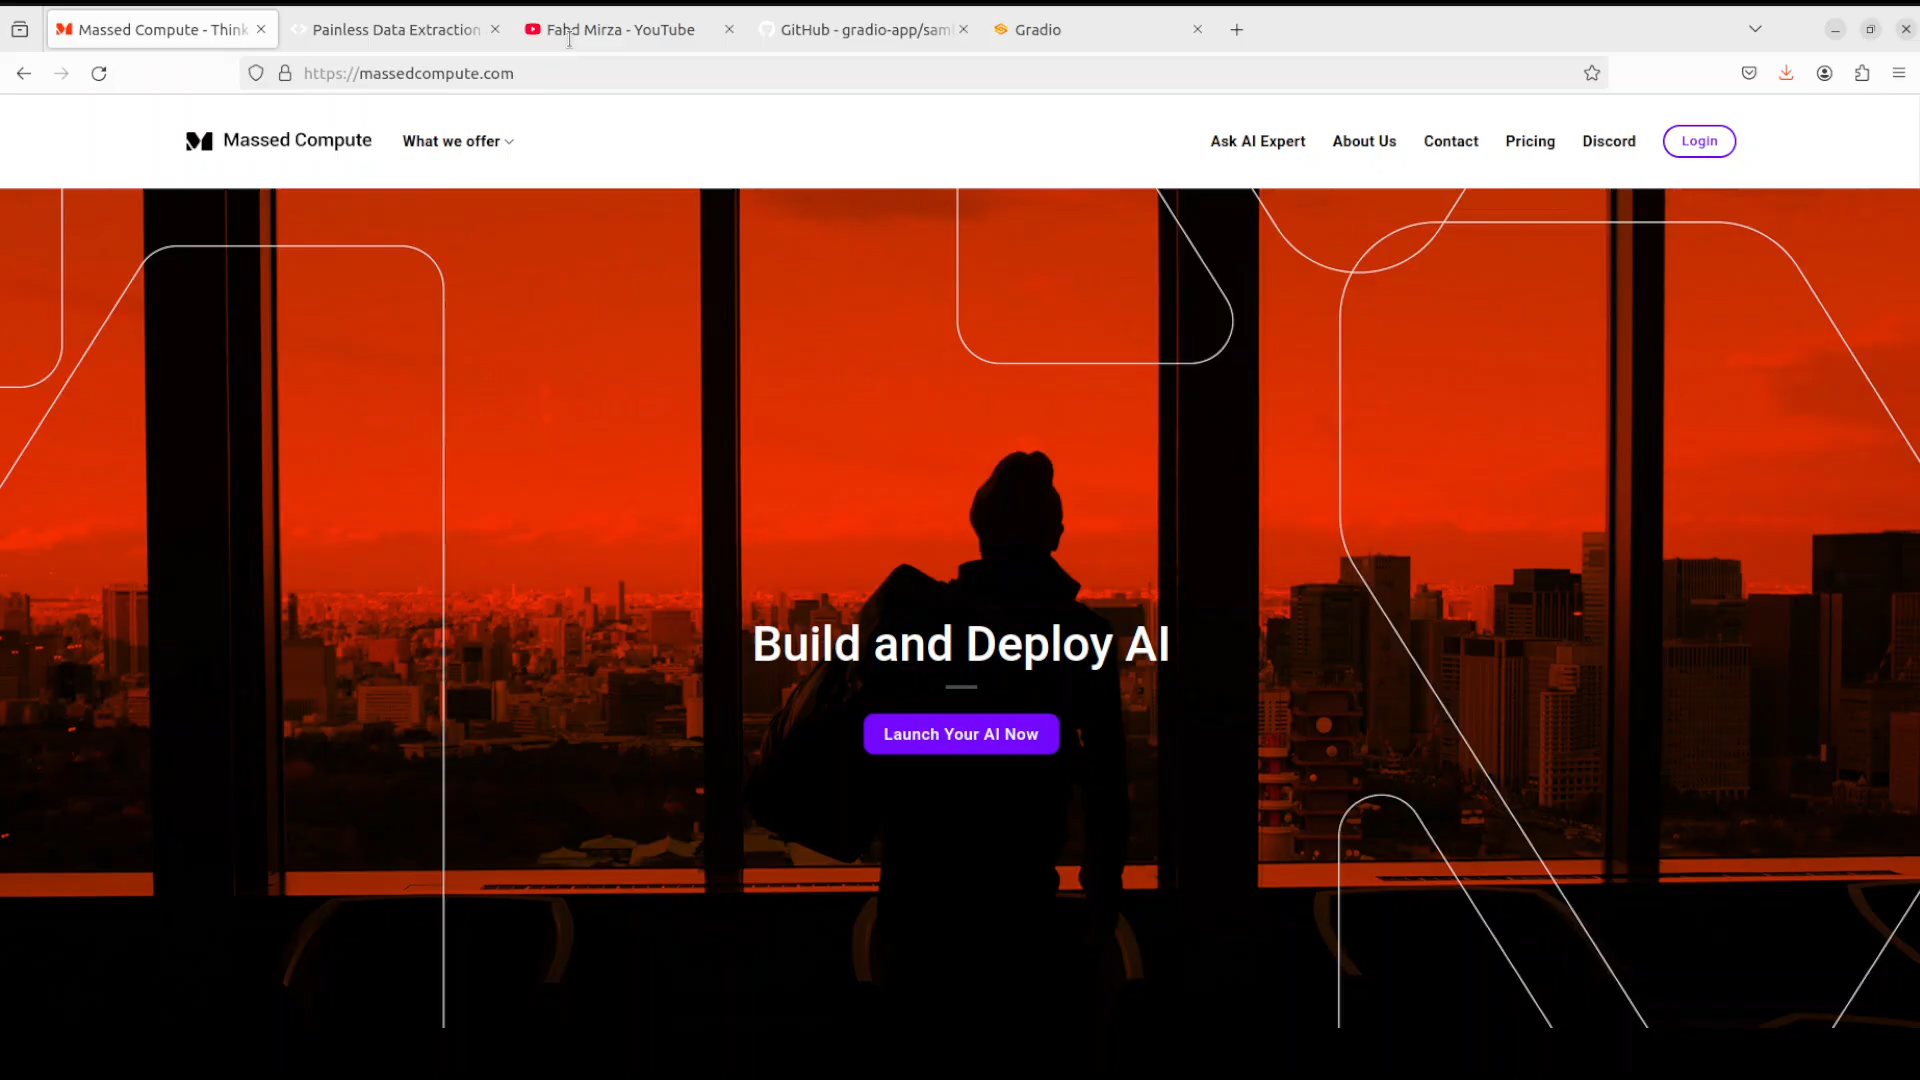 Massed Compute - Think
Painless Data Extraction
Fahd Mirza - YouTube
GitHub - gradio-app/sam
Gradio
https://massedcompute.com
Massed Compute
What we offer
Ask AI Expert
About Us
Contact
Pricing
Discord
Login
Build and Deploy AI
Launch Your AI Now